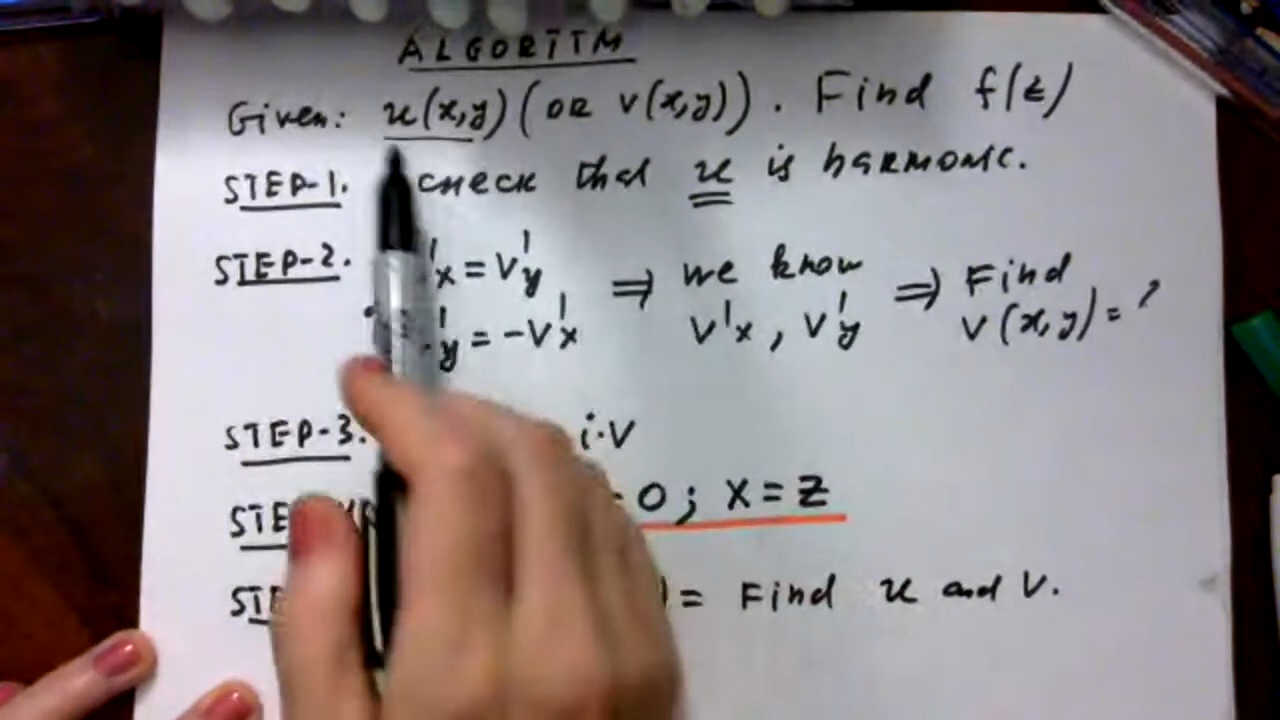 ALGORITM
Given: u(x,y) (or v(x,y)). Find f(z)
STEP-1. check that u is harmonic.
STEP-2. 'x = v'y ⟹ we know ⟹ Find
'y = -v'x v'x, v'y v(x,y) = ?
STEP-3. i·v
0; x = z
= Find u and v.